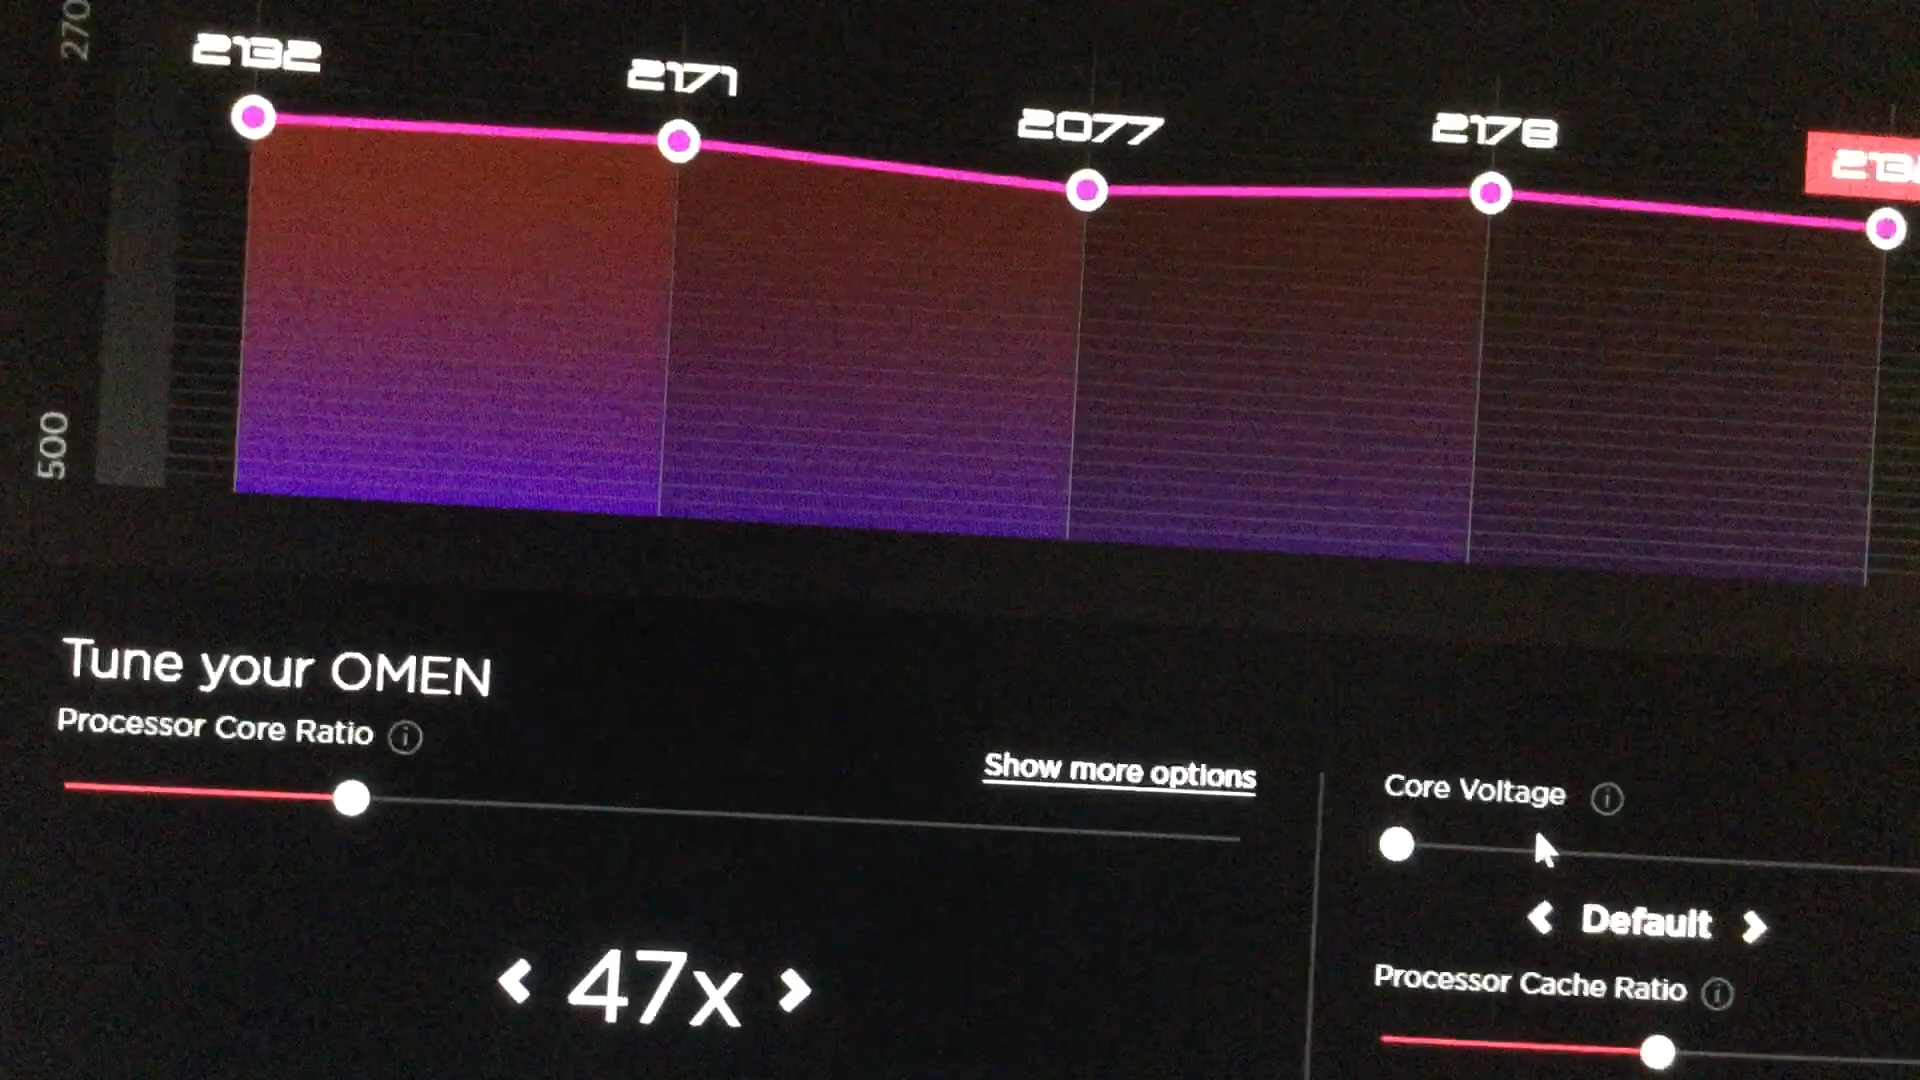 270
2132
2171
2077
2178
500
Tune your OMEN
Processor Core Ratio
Show more options
Core Voltage
47x
Default
Processor Cache Ratio